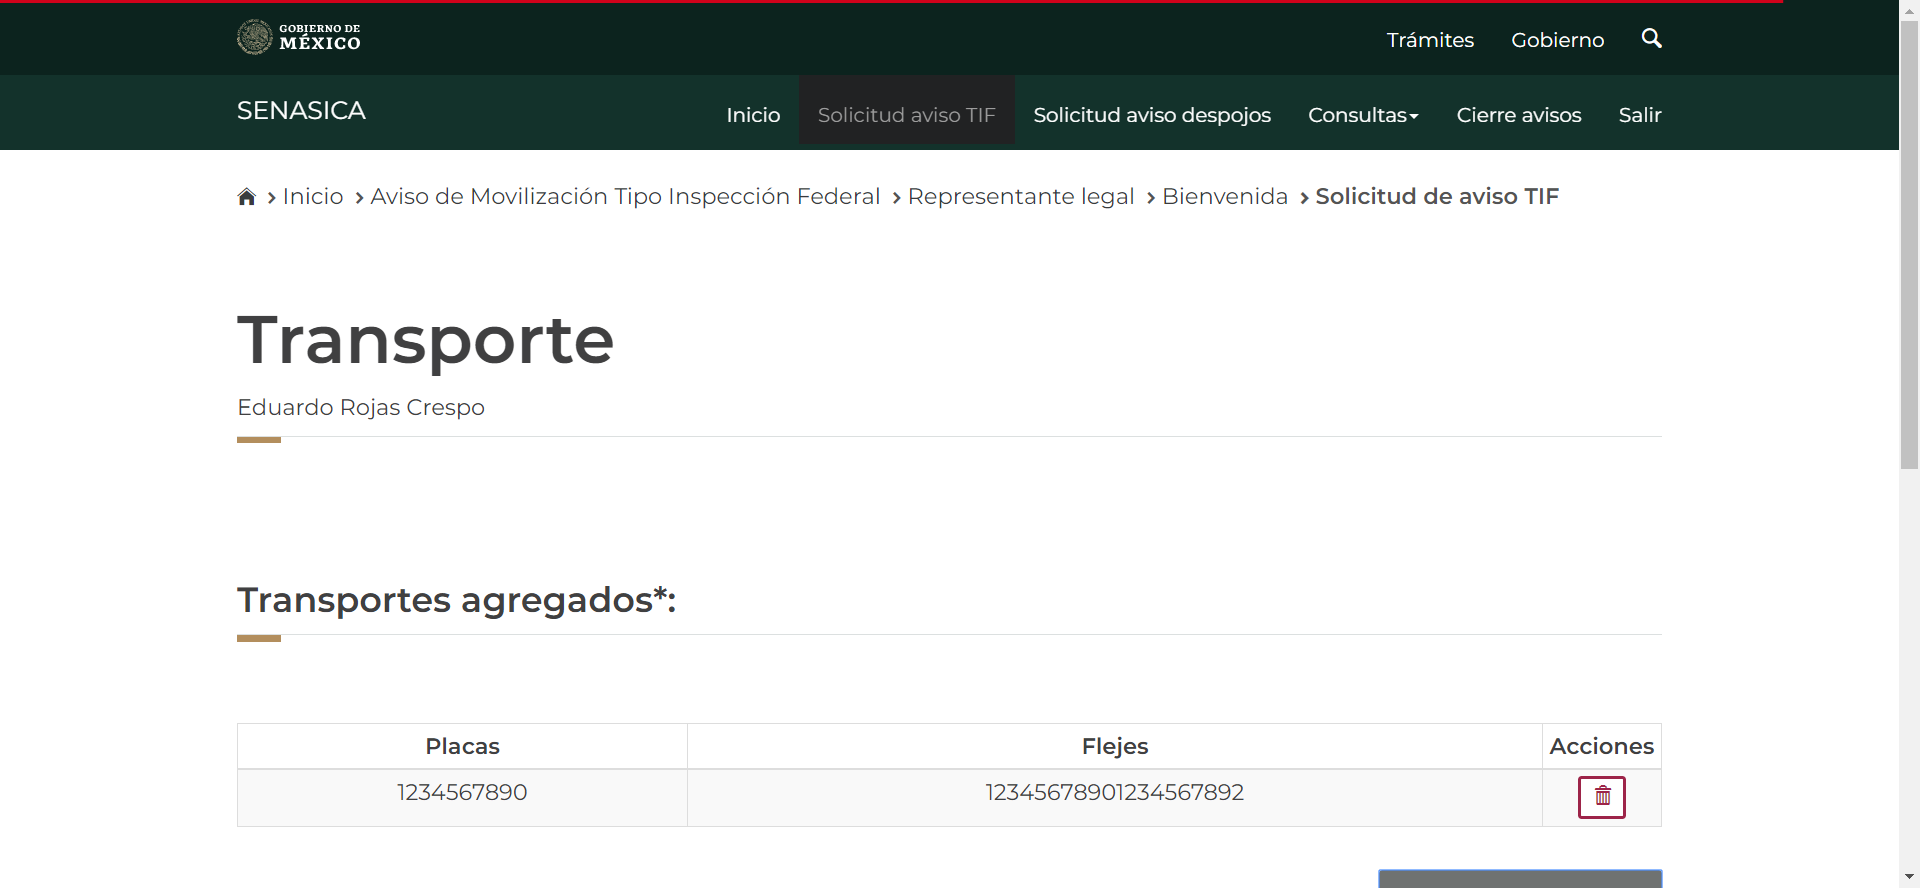 GOBIERNO DE
MÉXICO
Trámites Gobierno
SENASICA
Inicio Solicitud aviso TIF Solicitud aviso despojos Consultas Cierre avisos Salir
Inicio Aviso de Movilización Tipo Inspección Federal Representante legal Bienvenida Solicitud de aviso TIF
Transporte
Eduardo Rojas Crespo
Transportes agregados*:
Placas Flejes Acciones
1234567890 12345678901234567892